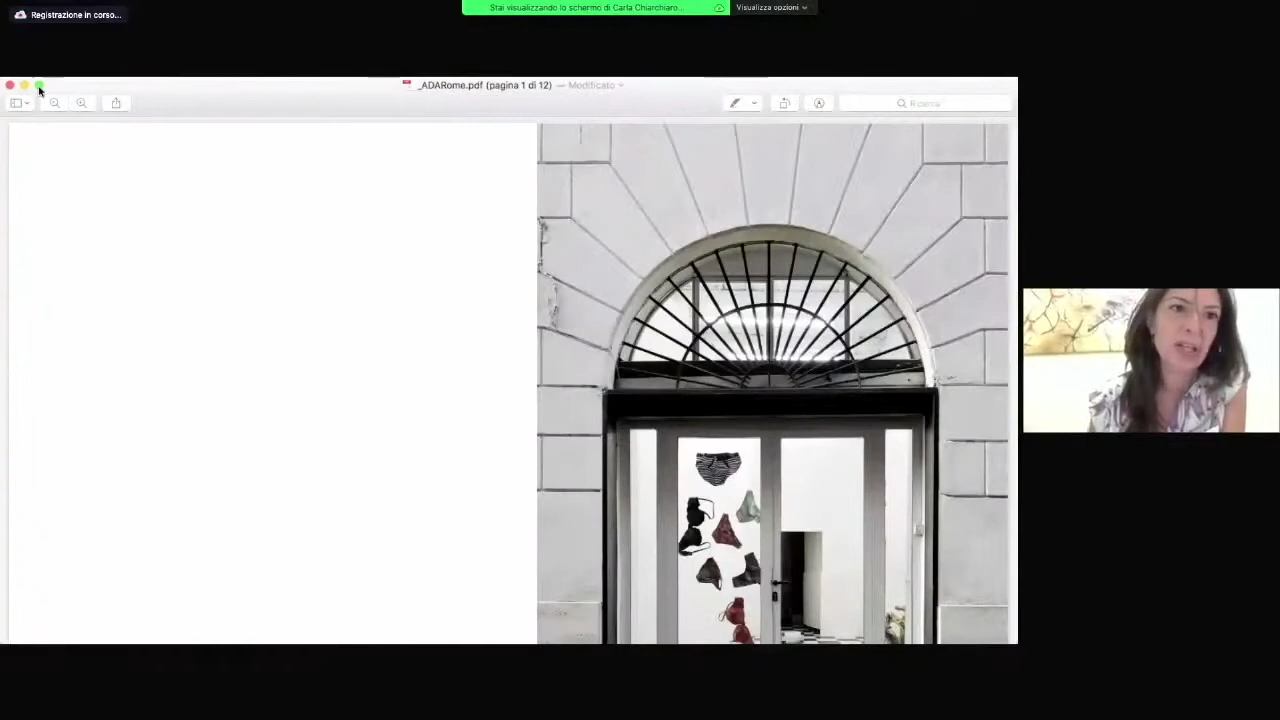 Registrazione in corso...
Stai visualizzando lo schermo di Carla Chiarchiaro...
Visualizza opzioni
_ADARome.pdf (pagina 1 di 12) — Modificato
Ricerca